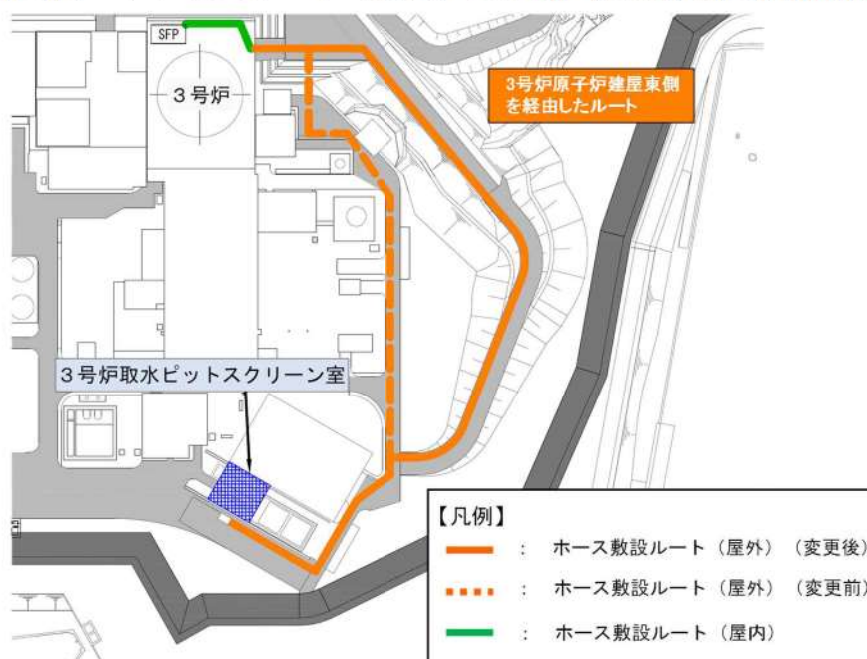 SFP
3号炉
3号炉原子炉建屋東側
を経由したルート
3号炉取水ピットスクリーン室
【凡例】
： ホース敷設ルート（屋外）（変更後）
： ホース敷設ルート（屋外）（変更前）
： ホース敷設ルート（屋内）